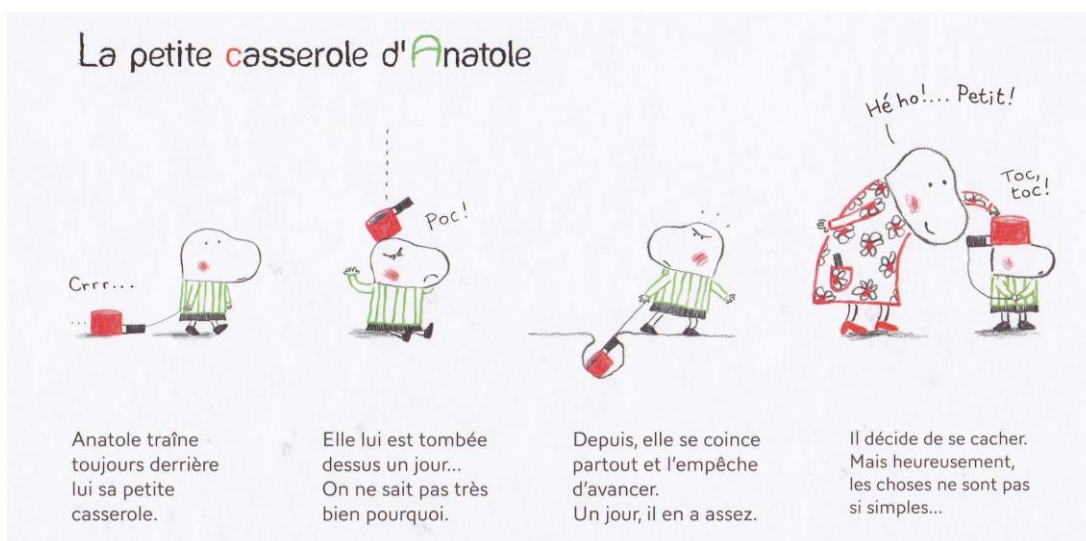 La petite casserole d'Anatole
Crrr...
...
Poc!
Hé ho!... Petit!
Toc,
toc!
Anatole traîne
toujours derrière
lui sa petite
casserole.
Elle lui est tombée
dessus un jour...
On ne sait pas très
bien pourquoi.
Depuis, elle se coince
partout et l'empêche
d'avancer.
Un jour, il en a assez.
Il décide de se cacher.
Mais heureusement,
les choses ne sont pas
si simples...